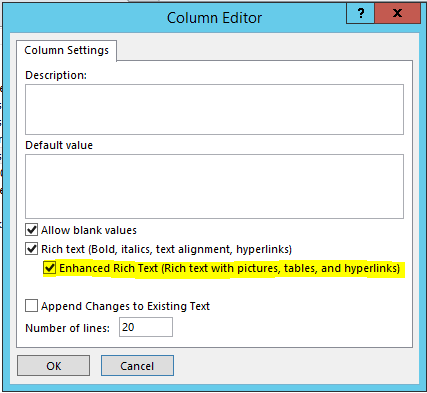 Column Editor
?
x
Column Settings
Description:
Default value
Allow blank values
Rich text (Bold, italics, text alignment, hyperlinks)
Enhanced Rich Text (Rich text with pictures, tables, and hyperlinks)
Append Changes to Existing Text
Number of lines: 20
OK Cancel